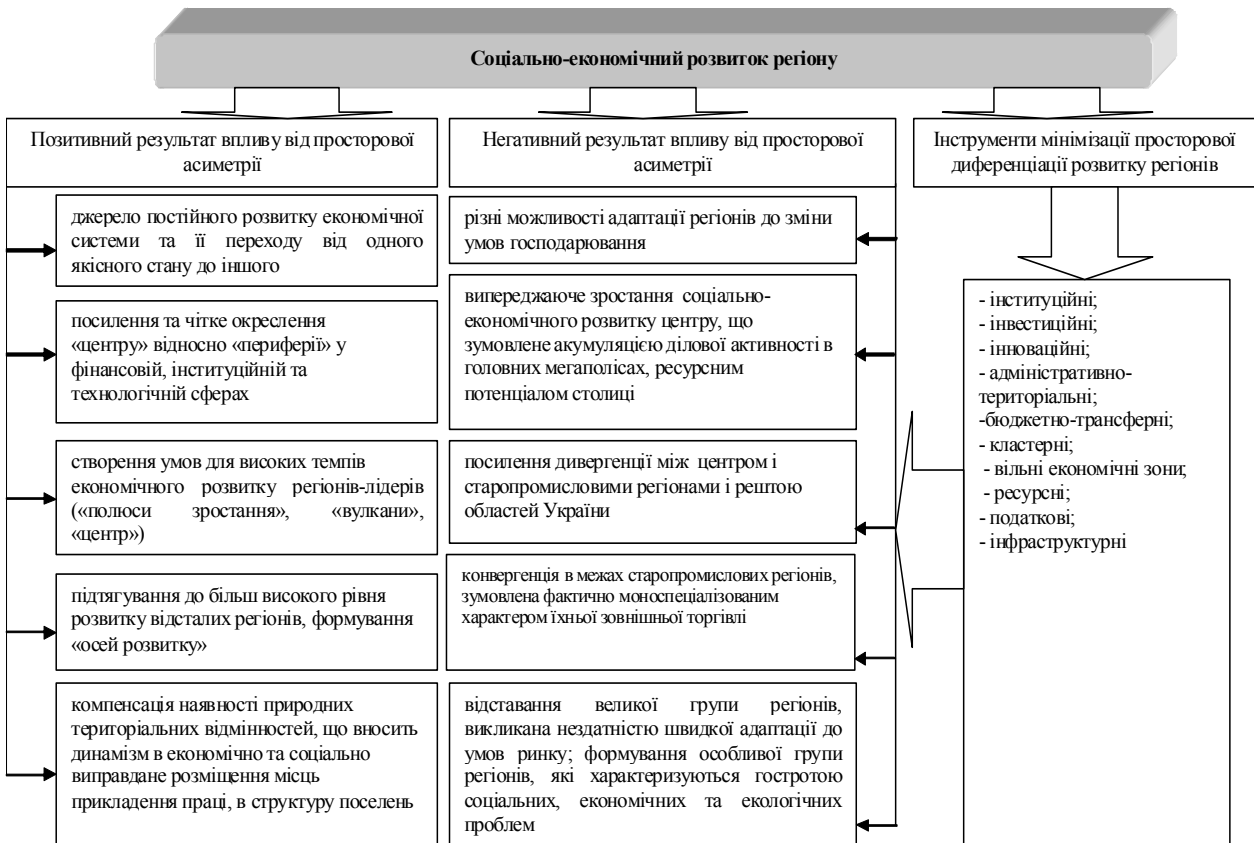 Соціально-економічний розвиток регіону
Позитивний результат впливу від просторової
асиметрії
джерело постійного розвитку економічної
системи та її переходу від одного
якісного стану до іншого
посилення та чітке окреслення
«центру» відносно «периферії» у
фінансовій, інституційній та
технологічній сферах
створення умов для високих темпів
економічного розвитку регіонів-лідерів
(«полюси зростання», «вулкани»,
«центр»)
підтягування до більш високого рівня
розвитку відсталих регіонів, формування
«осей розвитку»
компенсація наявності природних
територіальних відмінностей, що вносить
динамізм в економічно та соціально
виправдане розміщення місць
прикладення праці, в структуру поселень
Негативний результат впливу від просторової
асиметрії
різні можливості адаптації регіонів до зміни
умов господарювання
випереджаюче зростання соціально-
економічного розвитку центру, що
зумовлене акумуляцією ділової активності в
головних мегаполісах, ресурсним
потенціалом столиці
посилення дивергенції між центром і
старопромисловими регіонами і рештою
областей України
конвергенція в межах старопромислових регіонів,
зумовлена фактично моноспеціалізованим
характером їхньої зовнішньої торгівлі
відставання великої групи регіонів,
викликана нездатністю швидкої адаптації до
умов ринку; формування особливої групи
регіонів, які характеризуються гостротою
соціальних, економічних та екологічних
проблем
Інструменти мінімізації просторової
диференціації розвитку регіонів
- інституційні;
- інвестиційні;
- інноваційні;
- адміністративно-
територіальні;
-бюджетно-трансферні;
- кластерні;
- вільні економічні зони;
- ресурсні;
- податкові;
- інфраструктурні